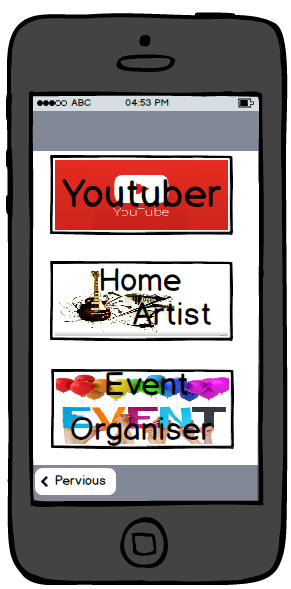 ABC 04:53 PM
Youtuber
YouTube
Home
Artist
Event
EVENT
Organiser
Pervious